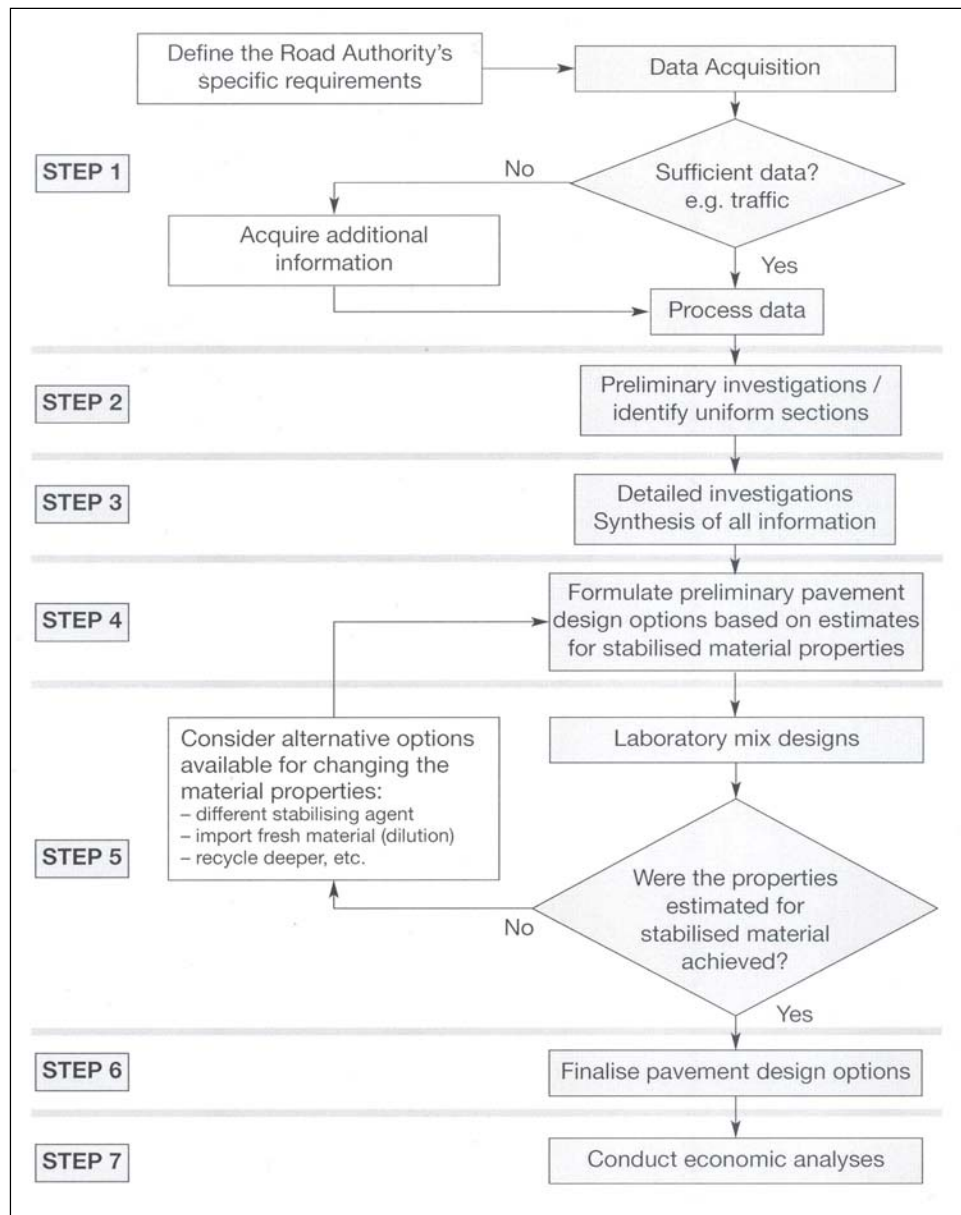 Define the Road Authority's
specific requirements
Data Acquisition
STEP 1
No
Sufficient data?
e.g. traffic
Acquire additional
information
Yes
Process data
STEP 2
Preliminary investigations /
identify uniform sections
STEP 3
Detailed investigations
Synthesis of all information
STEP 4
Formulate preliminary pavement
design options based on estimates
for stabilised material properties
Laboratory mix designs
Consider alternative options
available for changing the
material properties:
– different stabilising agent
– import fresh material (dilution)
– recycle deeper, etc.
STEP 5
Were the properties
estimated for
stabilised material
achieved?
No
Yes
STEP 6
Finalise pavement design options
STEP 7
Conduct economic analyses